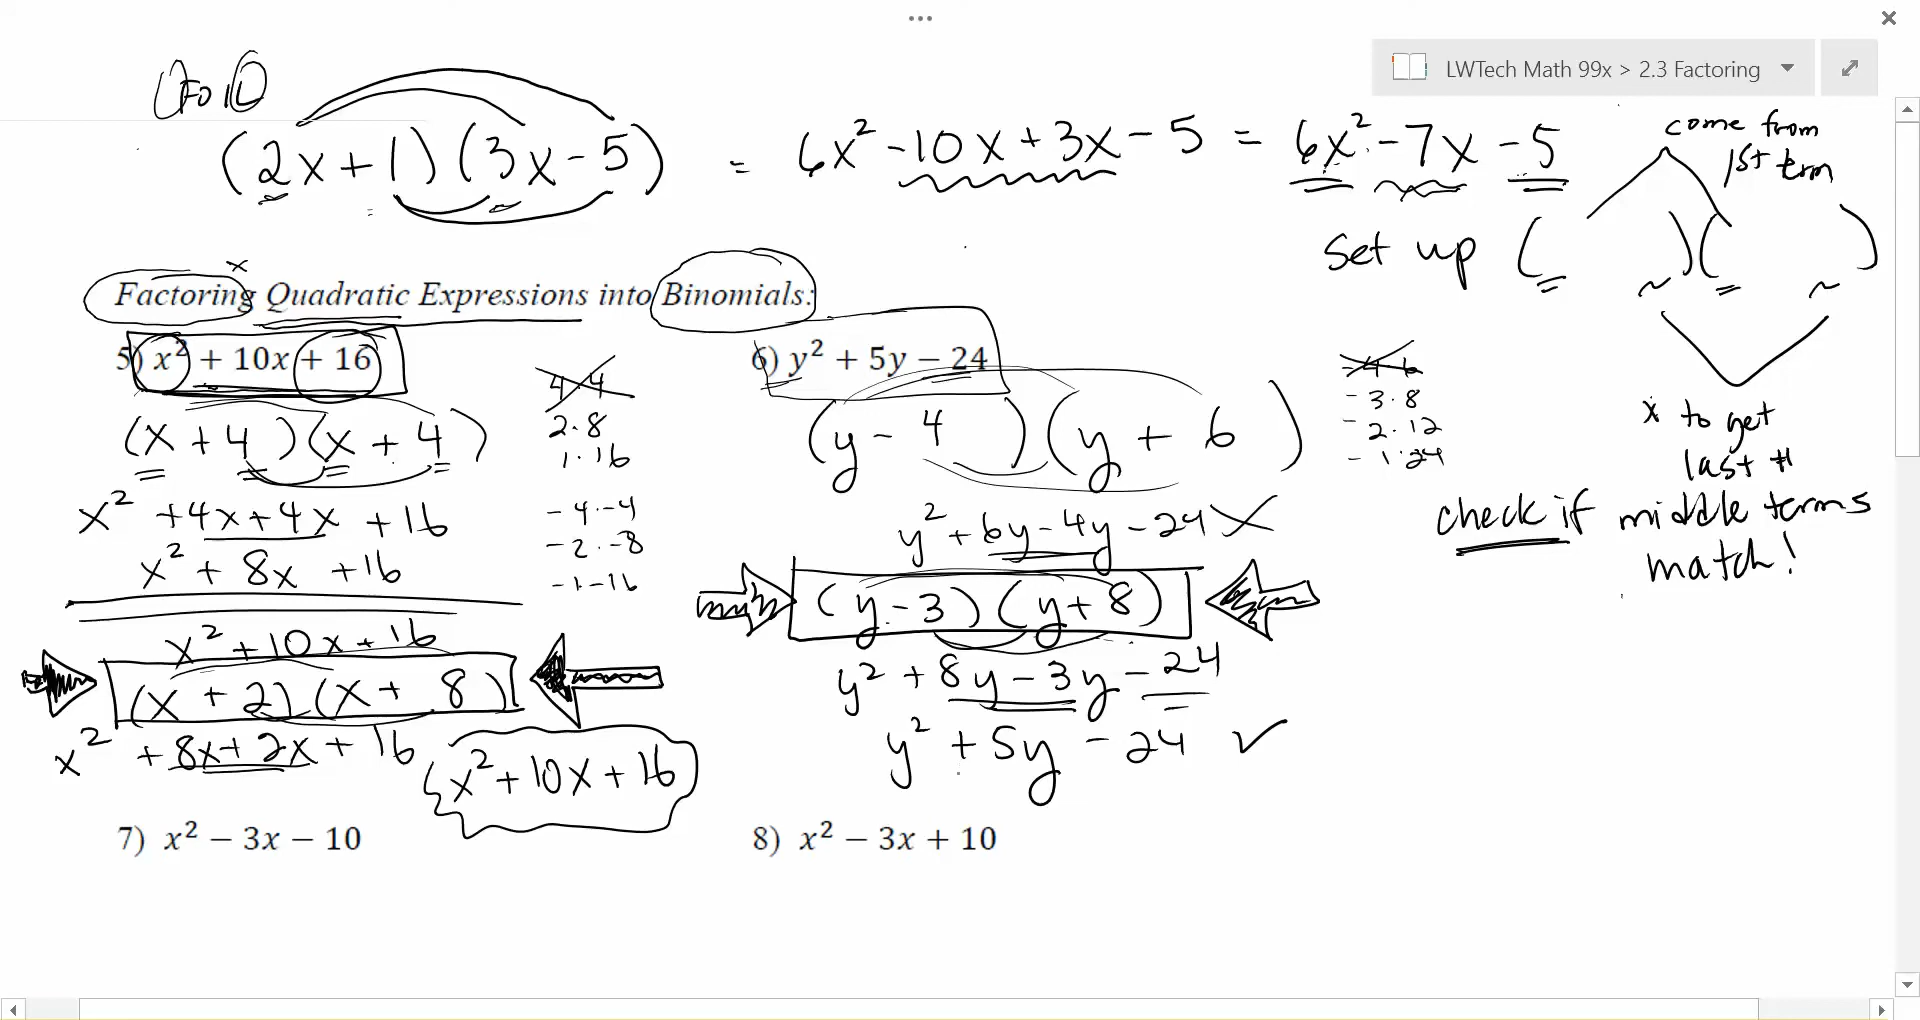 LWTech Math 99x > 2.3 Factoring
FOIL
(2x+1)(3x-5) = 6x² -10x+3x-5 = 6x² -7x -5
come from
1st term
set up ( )( )
x
Factoring Quadratic Expressions into Binomials:
5) x² + 10x + 16
4·4
2·8
1·16
-4·-4
-2·-8
-1·-16
(x + 4)(x + 4)
x² +4x+4x +16
x² + 8x +16
x² +10x+16
(x + 2)(x + 8)
x² +8x+2x+16
x²+10x+16
6) y² + 5y − 24
-4·6
-3·8
-2·12
-1·24
(y - 4)(y + 6)
y² +6y-4y-24 X
(y-3)(y+8)
y² +8y-3y-24
y² +5y -24 ✓
x to get
last #
check if middle terms
match!
7) x² − 3x − 10
8) x² − 3x + 10